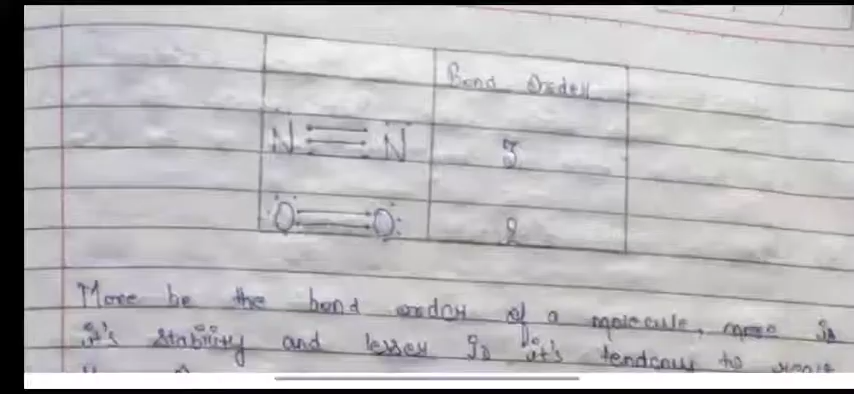 Bond Order
N ≡ N 3
O = O 2
More be the bond order of a molecule, more is
it's stability and lesser is it's tendency to